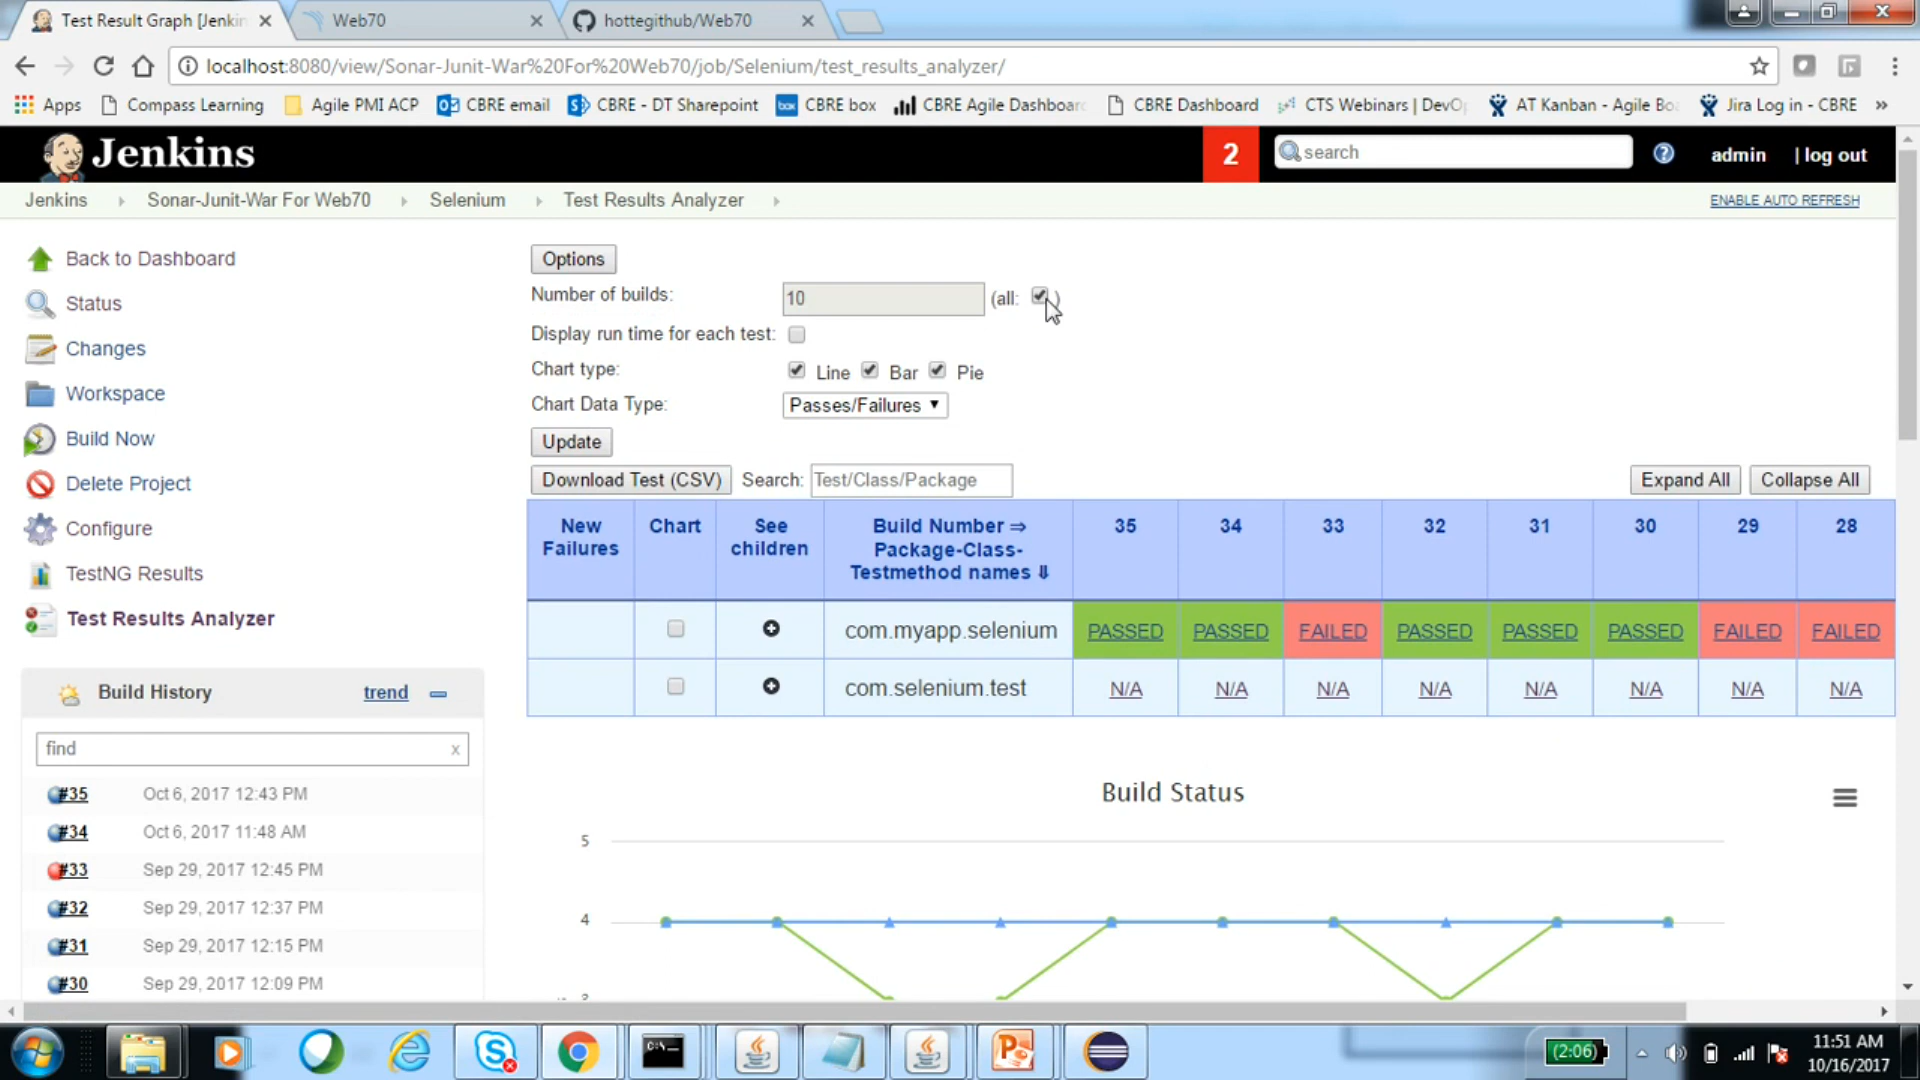 Test Result Graph [Jenkin
Web70
hottegithub/Web70
localhost:8080/view/Sonar-Junit-War%20For%20Web70/job/Selenium/test_results_analyzer/
Apps Compass Learning Agile PMI ACP CBRE email CBRE - DT Sharepoint CBRE box CBRE Agile Dashboar CBRE Dashboard CTS Webinars | DevO AT Kanban - Agile Bo Jira Log in - CBRE »
Jenkins 2 search admin | log out
Jenkins Sonar-Junit-War For Web70 Selenium Test Results Analyzer ENABLE AUTO REFRESH
Back to Dashboard
Status
Changes
Workspace
Build Now
Delete Project
Configure
TestNG Results
Test Results Analyzer
Build History trend
find x
#35 Oct 6, 2017 12:43 PM
#34 Oct 6, 2017 11:48 AM
#33 Sep 29, 2017 12:45 PM
#32 Sep 29, 2017 12:37 PM
#31 Sep 29, 2017 12:15 PM
#30 Sep 29, 2017 12:09 PM
Options
Number of builds: 10 (all: )
Display run time for each test:
Chart type: Line Bar Pie
Chart Data Type: Passes/Failures
Update
Download Test (CSV) Search: Test/Class/Package Expand All Collapse All
New Failures Chart See children Build Number ⇒ Package-Class-Testmethod names ⇓ 35 34 33 32 31 30 29 28
com.myapp.selenium PASSED PASSED FAILED PASSED PASSED PASSED FAILED FAILED
com.selenium.test N/A N/A N/A N/A N/A N/A N/A N/A
Build Status
5
4
(2:06)
11:51 AM
10/16/2017